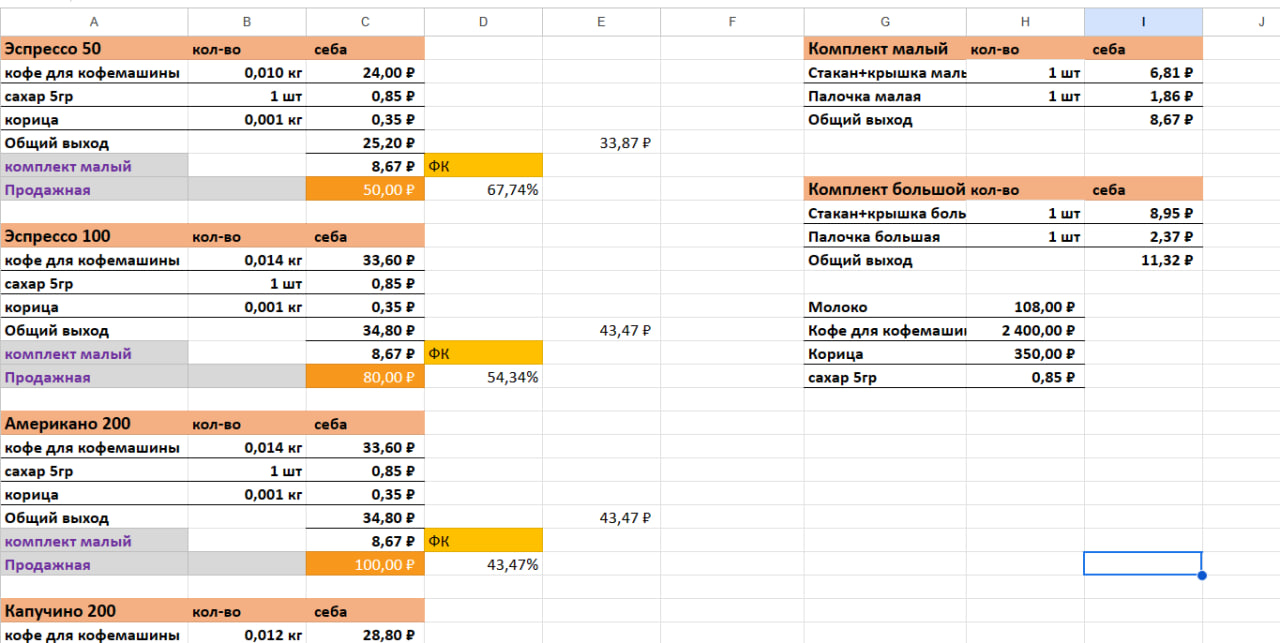 A B C D E F G H I J
Эспрессо 50 кол-во себа Комплект малый кол-во себа
кофе для кофемашины 0,010 кг 24,00 ₽ Стакан+крышка маль 1 шт 6,81 ₽
сахар 5гр 1 шт 0,85 ₽ Палочка малая 1 шт 1,86 ₽
корица 0,001 кг 0,35 ₽ Общий выход 8,67 ₽
Общий выход 25,20 ₽ 33,87 ₽
комплект малый 8,67 ₽ ФК
Продажная 50,00 ₽ 67,74% Комплект большой кол-во себа
Стакан+крышка боль 1 шт 8,95 ₽
Эспрессо 100 кол-во себа Палочка большая 1 шт 2,37 ₽
кофе для кофемашины 0,014 кг 33,60 ₽ Общий выход 11,32 ₽
сахар 5гр 1 шт 0,85 ₽
корица 0,001 кг 0,35 ₽ Молоко 108,00 ₽
Общий выход 34,80 ₽ 43,47 ₽ Кофе для кофемаши 2 400,00 ₽
комплект малый 8,67 ₽ ФК Корица 350,00 ₽
Продажная 80,00 ₽ 54,34% сахар 5гр 0,85 ₽
Американо 200 кол-во себа
кофе для кофемашины 0,014 кг 33,60 ₽
сахар 5гр 1 шт 0,85 ₽
корица 0,001 кг 0,35 ₽
Общий выход 34,80 ₽ 43,47 ₽
комплект малый 8,67 ₽ ФК
Продажная 100,00 ₽ 43,47%
Капучино 200 кол-во себа
кофе для кофемашины 0,012 кг 28,80 ₽